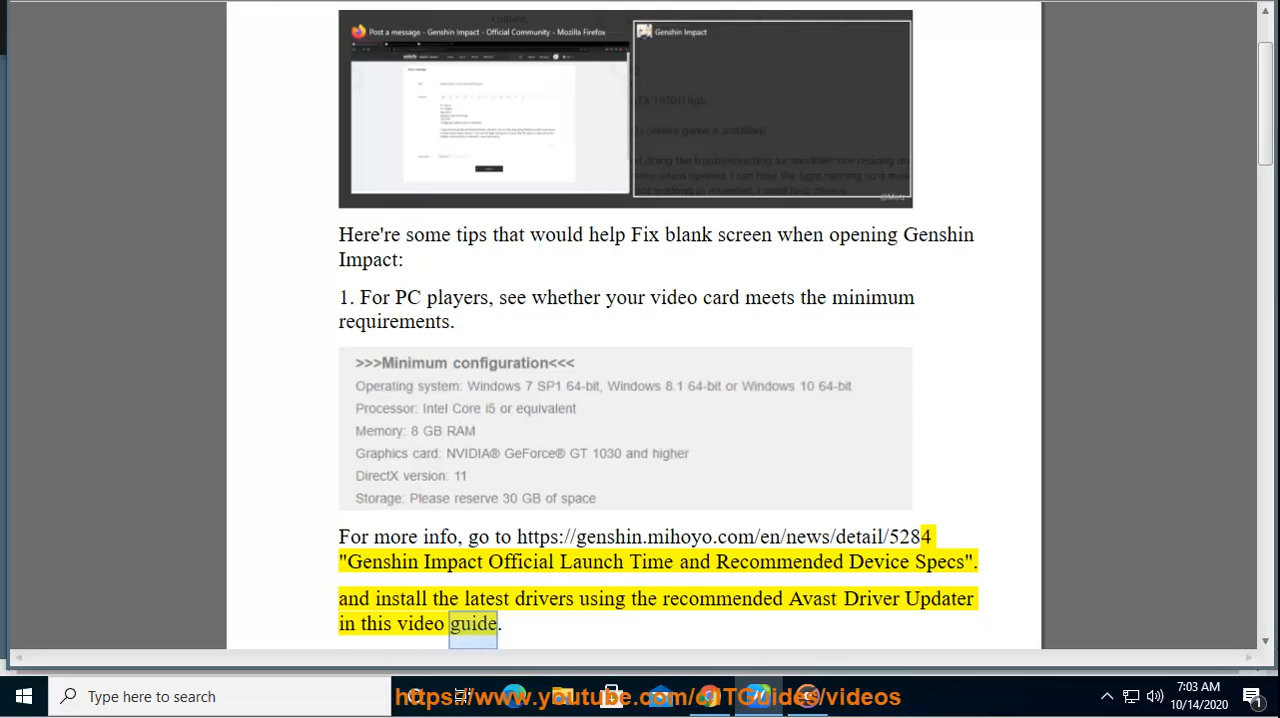 content,
Post a message - Genshin Impact - Official Community - Mozilla Firefox
Genshin Impact
@Motz
Here're some tips that would help Fix blank screen when opening Genshin
Impact:
1. For PC players, see whether your video card meets the minimum
requirements.
>>>Minimum configuration<<<
Operating system: Windows 7 SP1 64-bit, Windows 8.1 64-bit or Windows 10 64-bit
Processor: Intel Core i5 or equivalent
Memory: 8 GB RAM
Graphics card: NVIDIA® GeForce® GT 1030 and higher
DirectX version: 11
Storage: Please reserve 30 GB of space
For more info, go to https://genshin.mihoyo.com/en/news/detail/5284
"Genshin Impact Official Launch Time and Recommended Device Specs".
and install the latest drivers using the recommended Avast Driver Updater
in this video guide.
Type here to search
https://www.youtube.com/c/TCGuides/videos
7:03 AM
10/14/2020
1